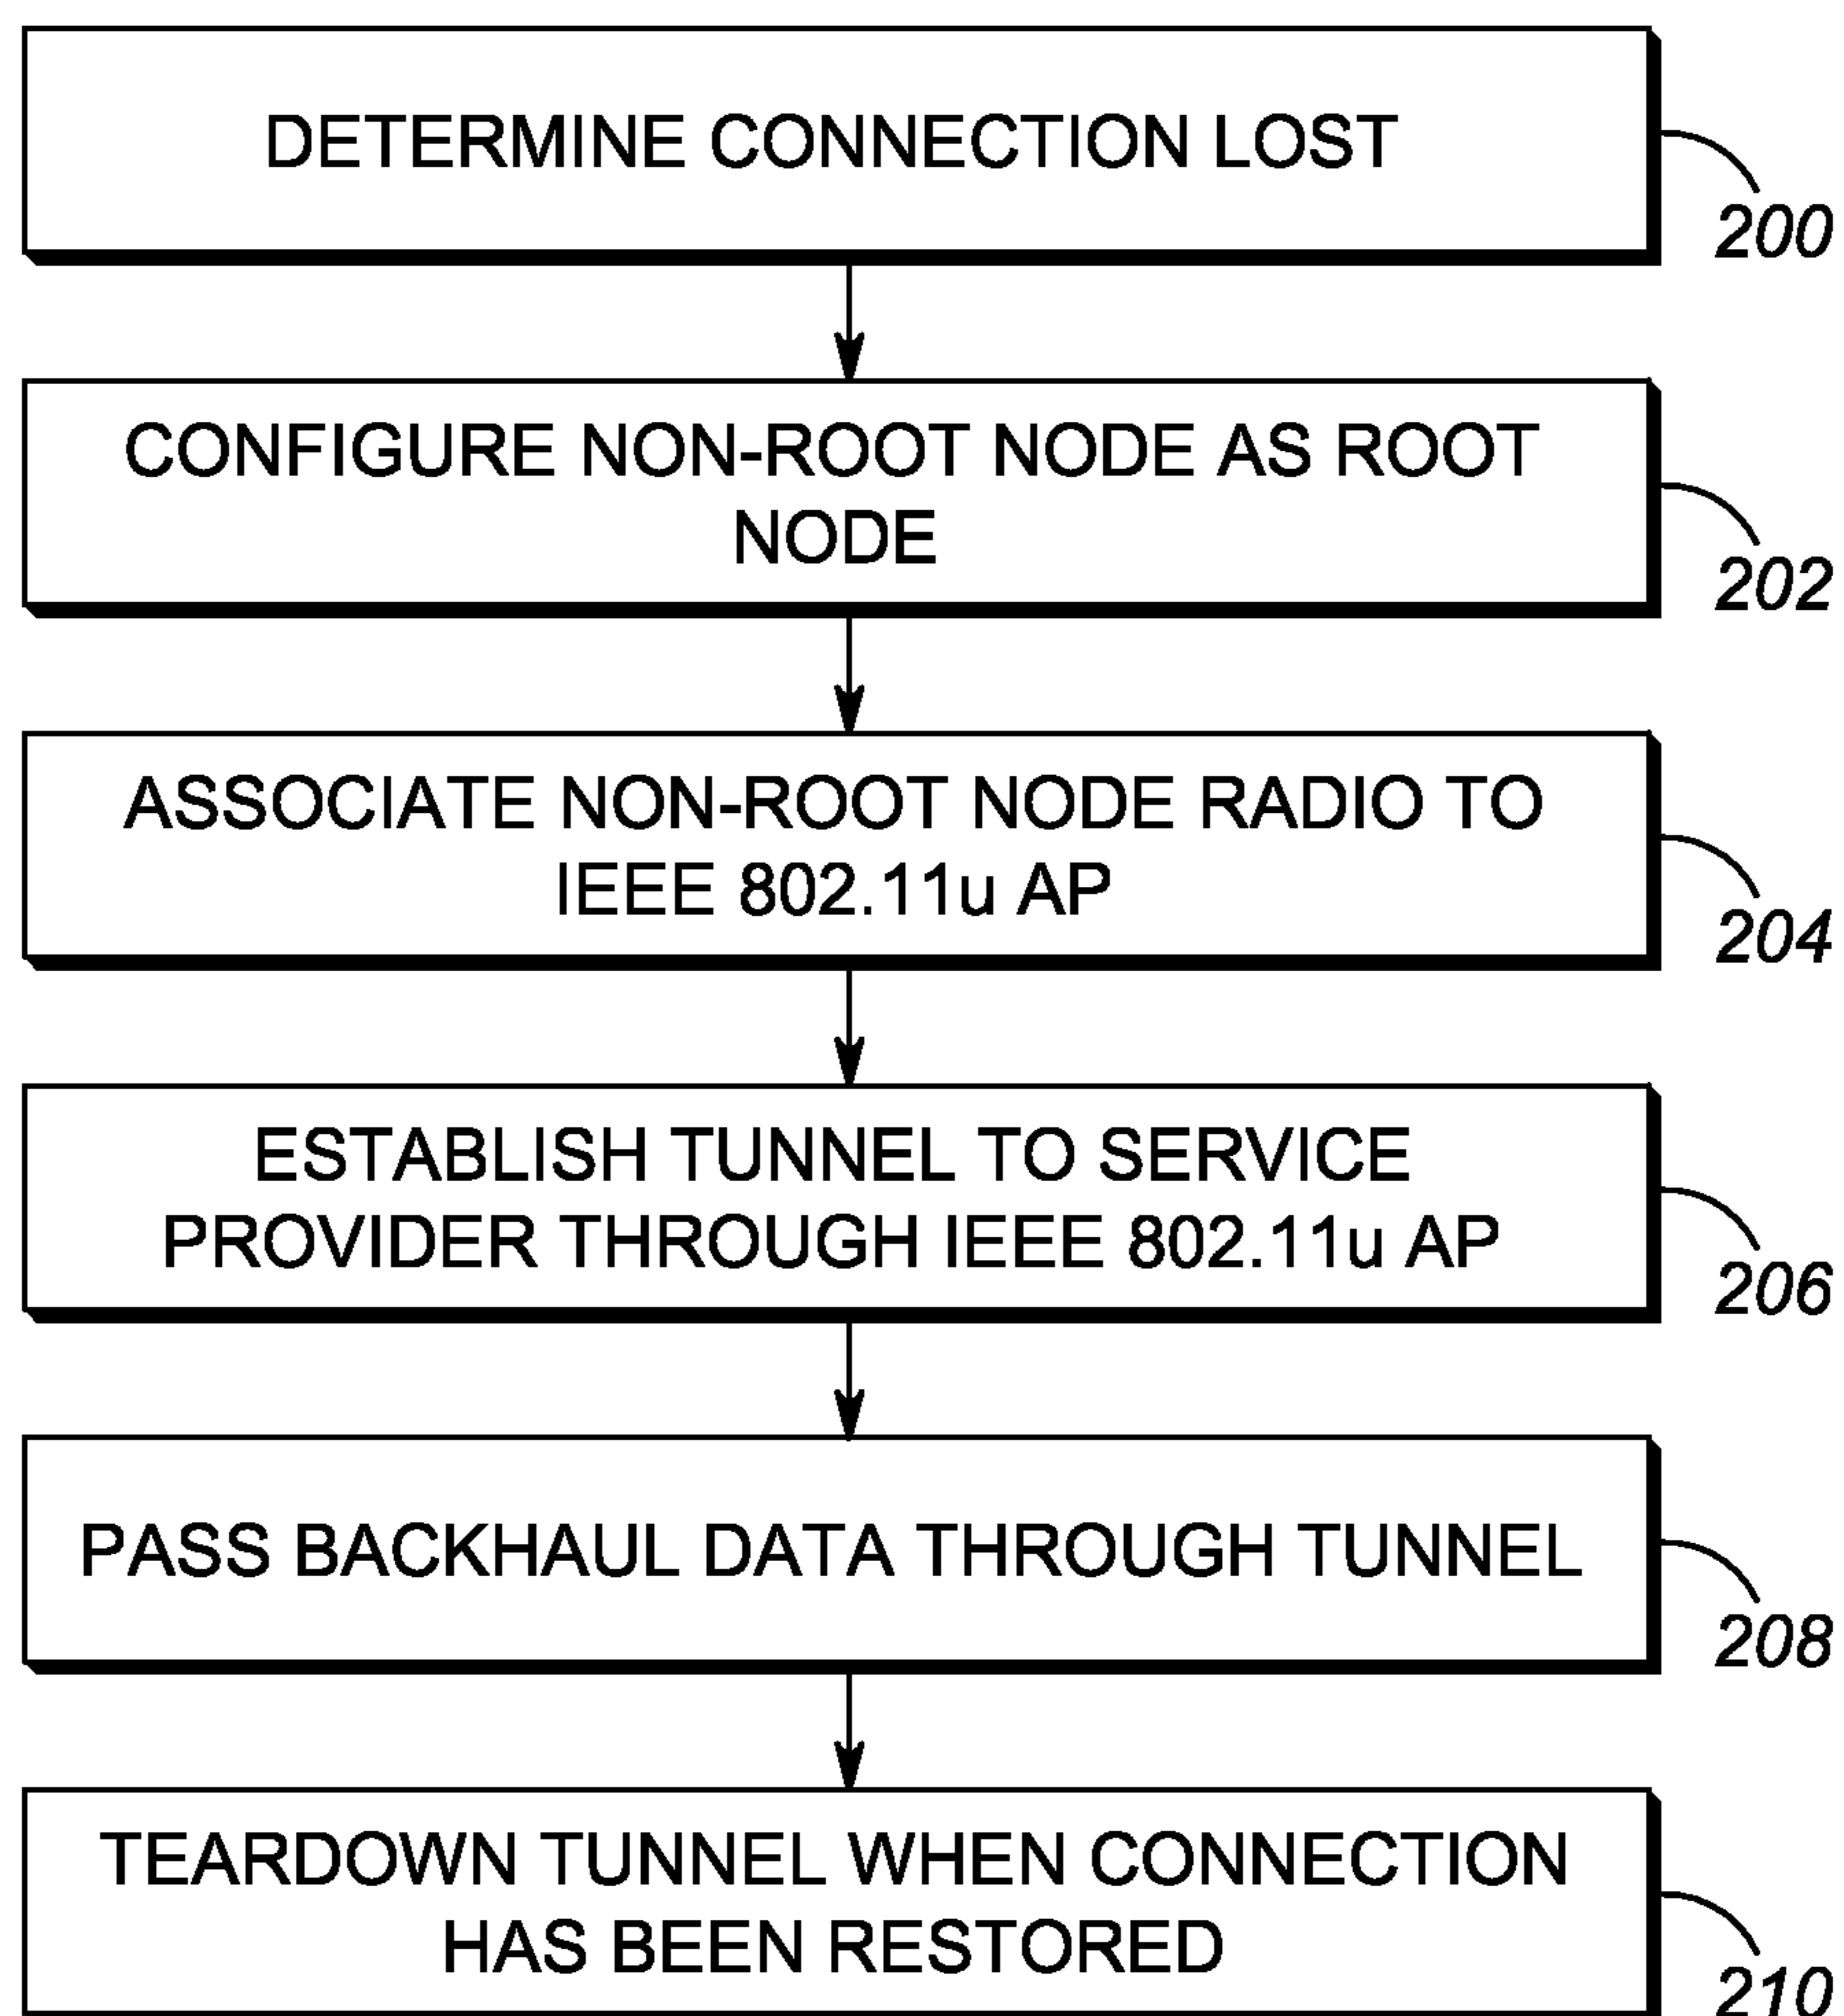 DETERMINE CONNECTION LOST
200
CONFIGURE NON-ROOT NODE AS ROOT
NODE
202
ASSOCIATE NON-ROOT NODE RADIO TO
IEEE 802.11u AP
204
ESTABLISH TUNNEL TO SERVICE
PROVIDER THROUGH IEEE 802.11u AP
206
PASS BACKHAUL DATA THROUGH TUNNEL
208
TEARDOWN TUNNEL WHEN CONNECTION
HAS BEEN RESTORED
210